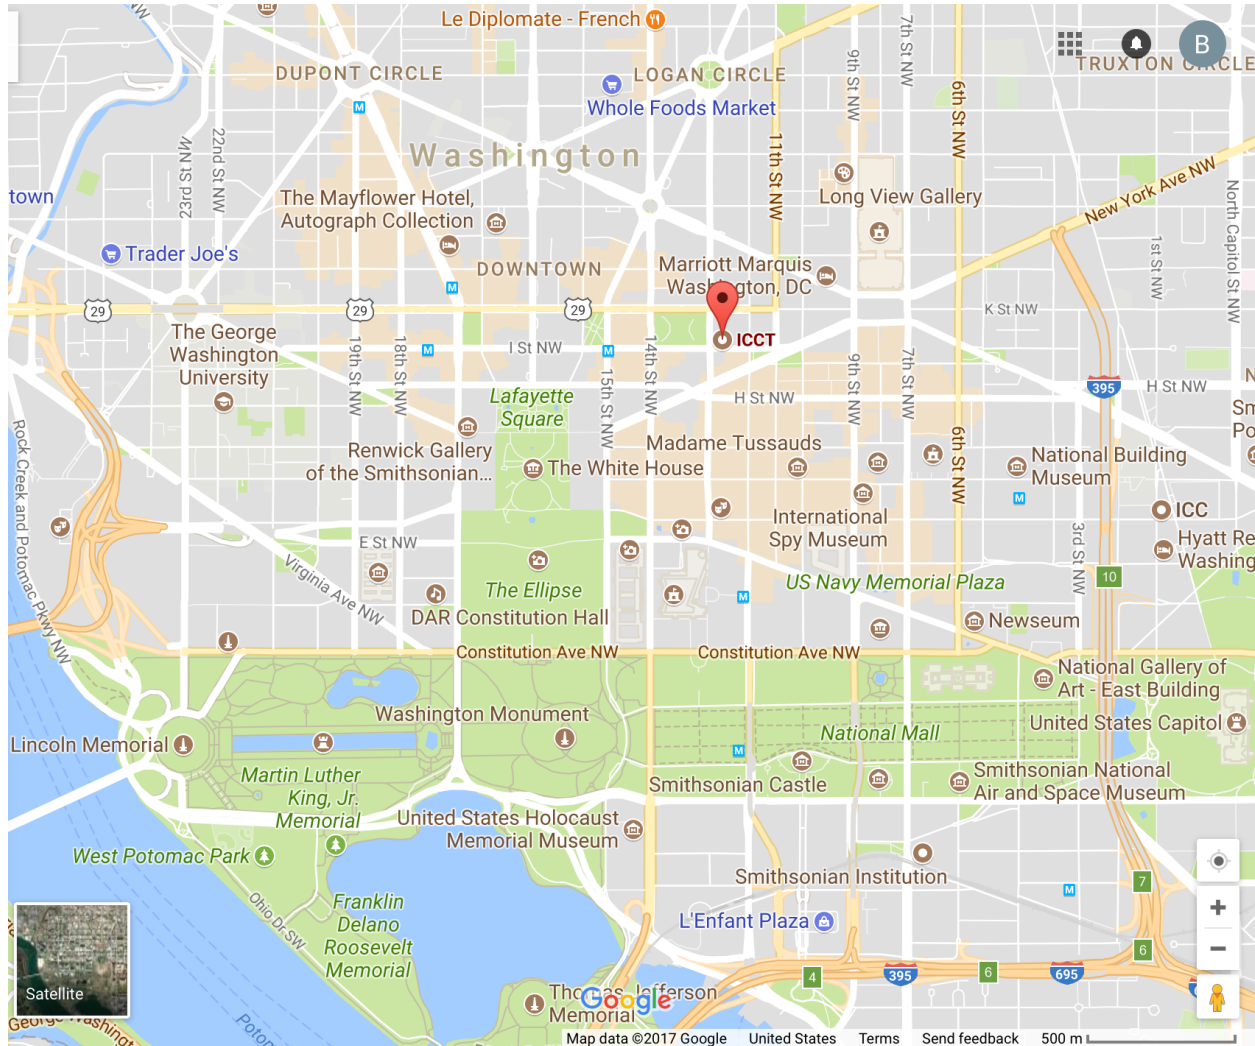 Le Diplomate - French
7th St NW
9th St NW
B
DUPONT CIRCLE
LOGAN CIRCLE
TRUXTON CIRCLE
M
Whole Foods Market
6th St NW
11th St NW
22nd St NW
23rd St NW
Washington
New York Ave NW
town
The Mayflower Hotel,
Autograph Collection
Long View Gallery
North Capitol St NW
1st St NW
Trader Joe's
DOWNTOWN
Marriott Marquis
Washington, DC
M
29
29
29
K St NW
The George
Washington
University
19th St NW
18th St NW
M
I St NW
M
15th St NW
14th St NW
ICCT
9th St NW
7th St NW
395
H St NW
H St NW
Lafayette
Square
Rock Creek and Potomac Pkwy NW
Renwick Gallery
of the Smithsonian...
The White House
Madame Tussauds
6th St NW
National Building
Museum
M
ICC
International
Spy Museum
3rd St NW
Hyatt Re
Washing
E St NW
Virginia Ave NW
The Ellipse
US Navy Memorial Plaza
10
M
DAR Constitution Hall
Newseum
Constitution Ave NW
Constitution Ave NW
National Gallery of
Art - East Building
Washington Monument
United States Capitol
Lincoln Memorial
National Mall
M
Martin Luther
King, Jr.
Memorial
Smithsonian Castle
Smithsonian National
Air and Space Museum
United States Holocaust
Memorial Museum
West Potomac Park
Smithsonian Institution
7
M
Ohio Dr SW
Franklin
Delano
Roosevelt
Memorial
L'Enfant Plaza
6
4
395
6
695
Satellite
Thomas Jefferson
Memorial
Google
George Washing
Poto
Map data ©2017 Google
United States
Terms
Send feedback
500 m